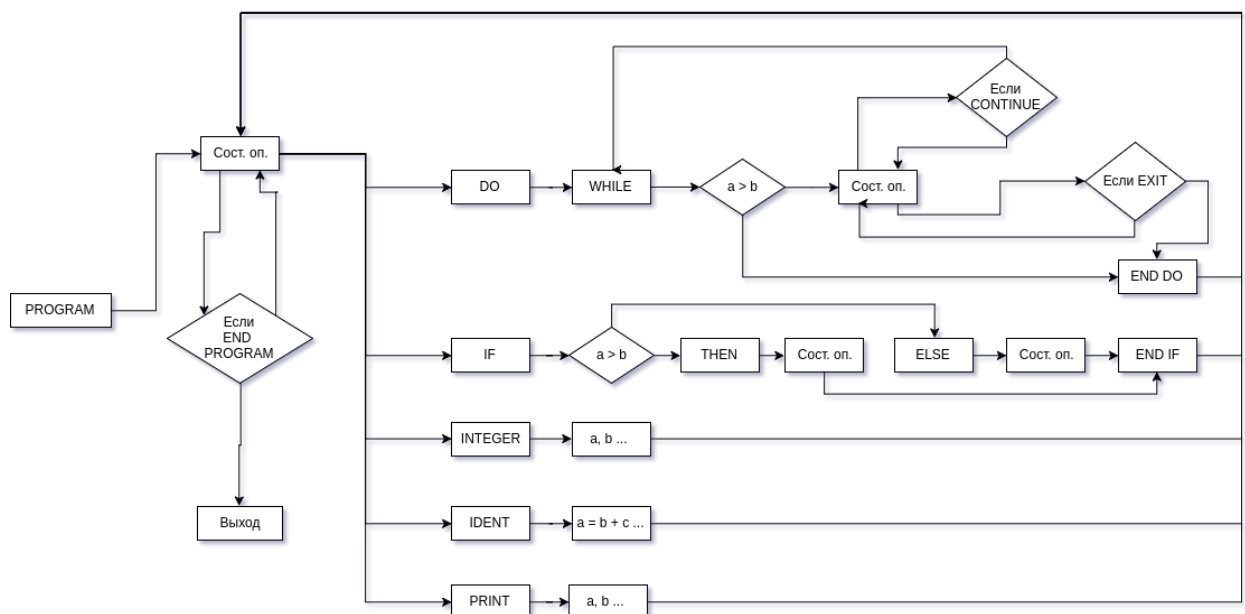 Если
CONTINUE
Сост. оп.
DO
WHILE
a > b
Сост. оп.
Если EXIT
END DO
PROGRAM
Если
END
PROGRAM
IF
a > b
THEN
Сост. оп.
ELSE
Сост. оп.
END IF
INTEGER
a, b ...
Выход
IDENT
a = b + c ...
PRINT
a, b ...